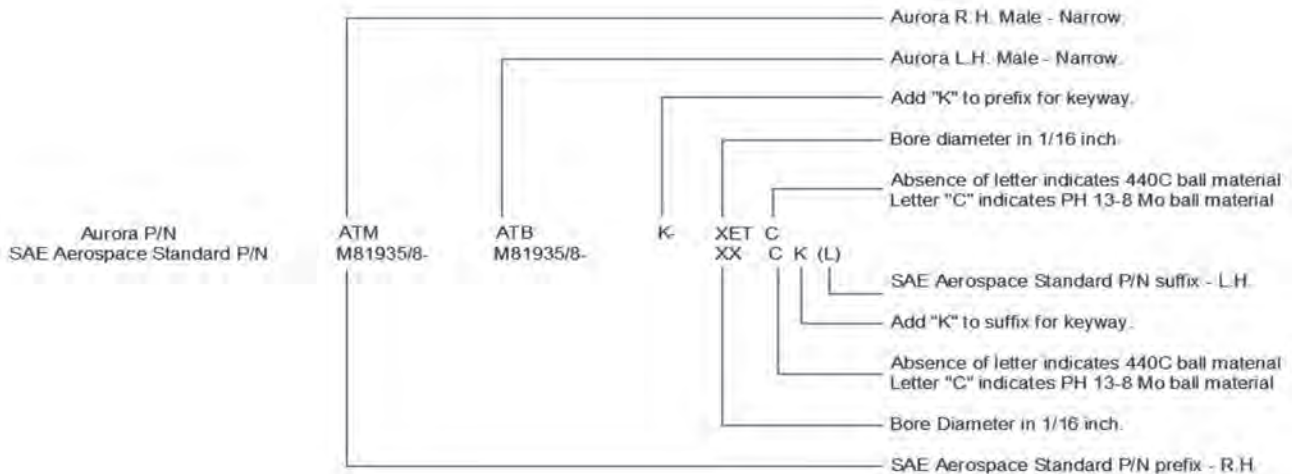 Aurora R.H. Male - Narrow.
Aurora L.H. Male - Narrow.
Add "K" to prefix for keyway.
Bore diameter in 1/16 inch.
Absence of letter indicates 440C ball material
Letter "C" indicates PH 13-8 Mo ball material
Aurora P/N ATM ATB K- XET C
SAE Aerospace Standard P/N M81935/8- M81935/8- XX C K (L)
SAE Aerospace Standard P/N suffix - L.H.
Add "K" to suffix for keyway.
Absence of letter indicates 440C ball material
Letter "C" indicates PH 13-8 Mo ball material
Bore Diameter in 1/16 inch.
SAE Aerospace Standard P/N prefix - R.H.